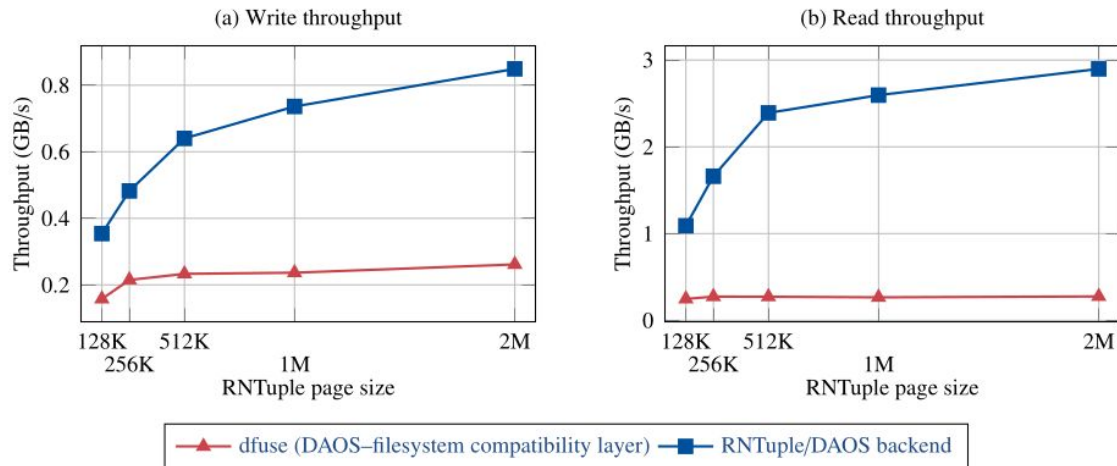 (a) Write throughput
Throughput (GB/s)
0.8
0.6
0.4
0.2
128K
256K
512K
1M
2M
RNTuple page size
(b) Read throughput
Throughput (GB/s)
3
2
1
0
128K
256K
512K
1M
2M
RNTuple page size
dfuse (DAOS–filesystem compatibility layer)
RNTuple/DAOS backend